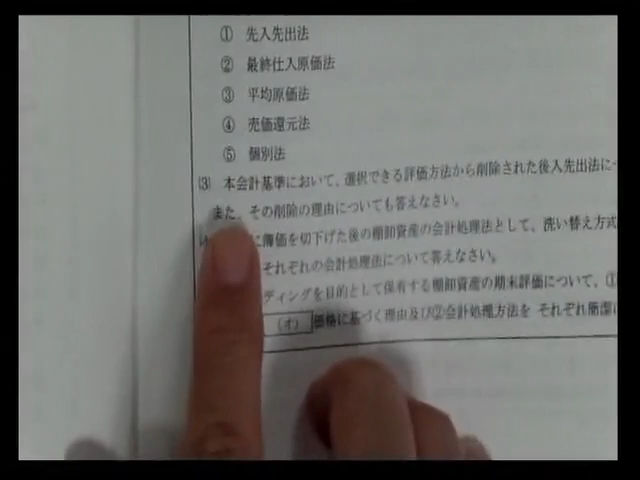 ① 先入先出法
② 最終仕入原価法
③ 平均原価法
④ 売価還元法
⑤ 個別法
⑶ 本会計基準において、選択できる評価方法から削除された後入先出法に
また、その削除の理由についても答えなさい。
に簿価を切下げた後の棚卸資産の会計処理法として、洗い替え方式
それぞれの会計処理法について答えなさい。
ディングを目的として保有する棚卸資産の期末評価について、①
(オ) 価格に基づく理由及び②会計処理方法を それぞれ簡潔に